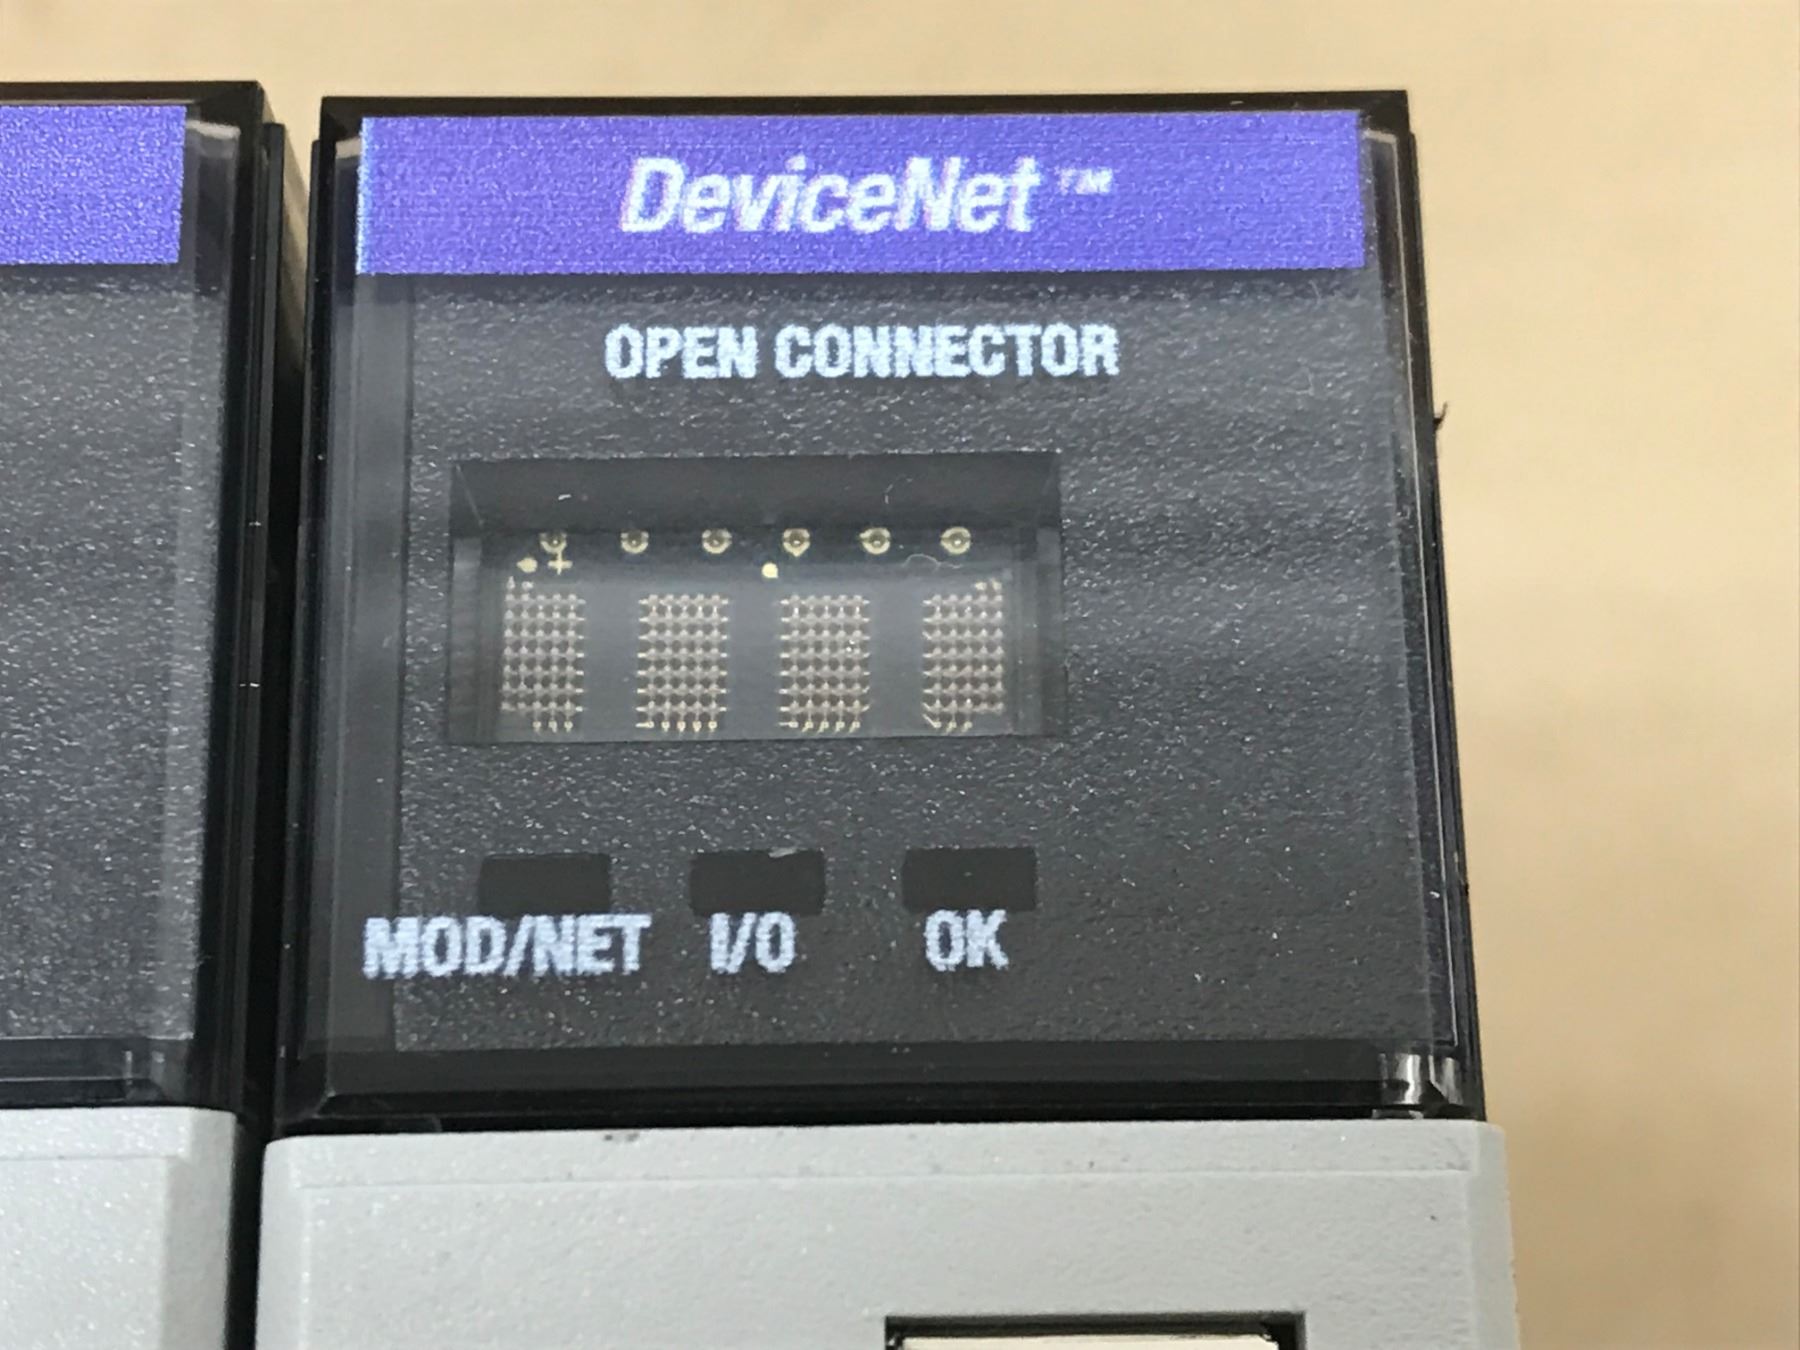 DeviceNet™
OPEN CONNECTOR
MOD/NET I/O OK